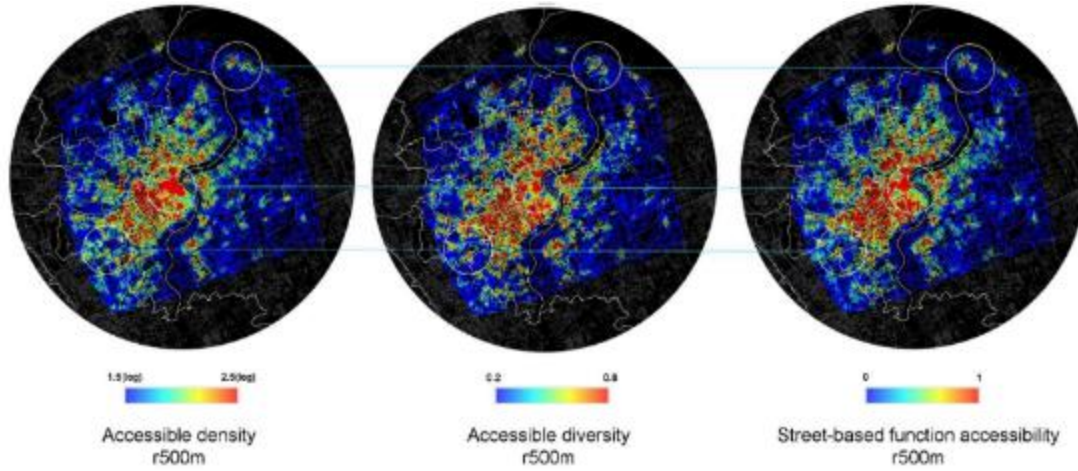 1.5(log) 2.5(log)
Accessible density
r500m
0.2 0.8
Accessible diversity
r500m
0 1
Street-based function accessibility
r500m